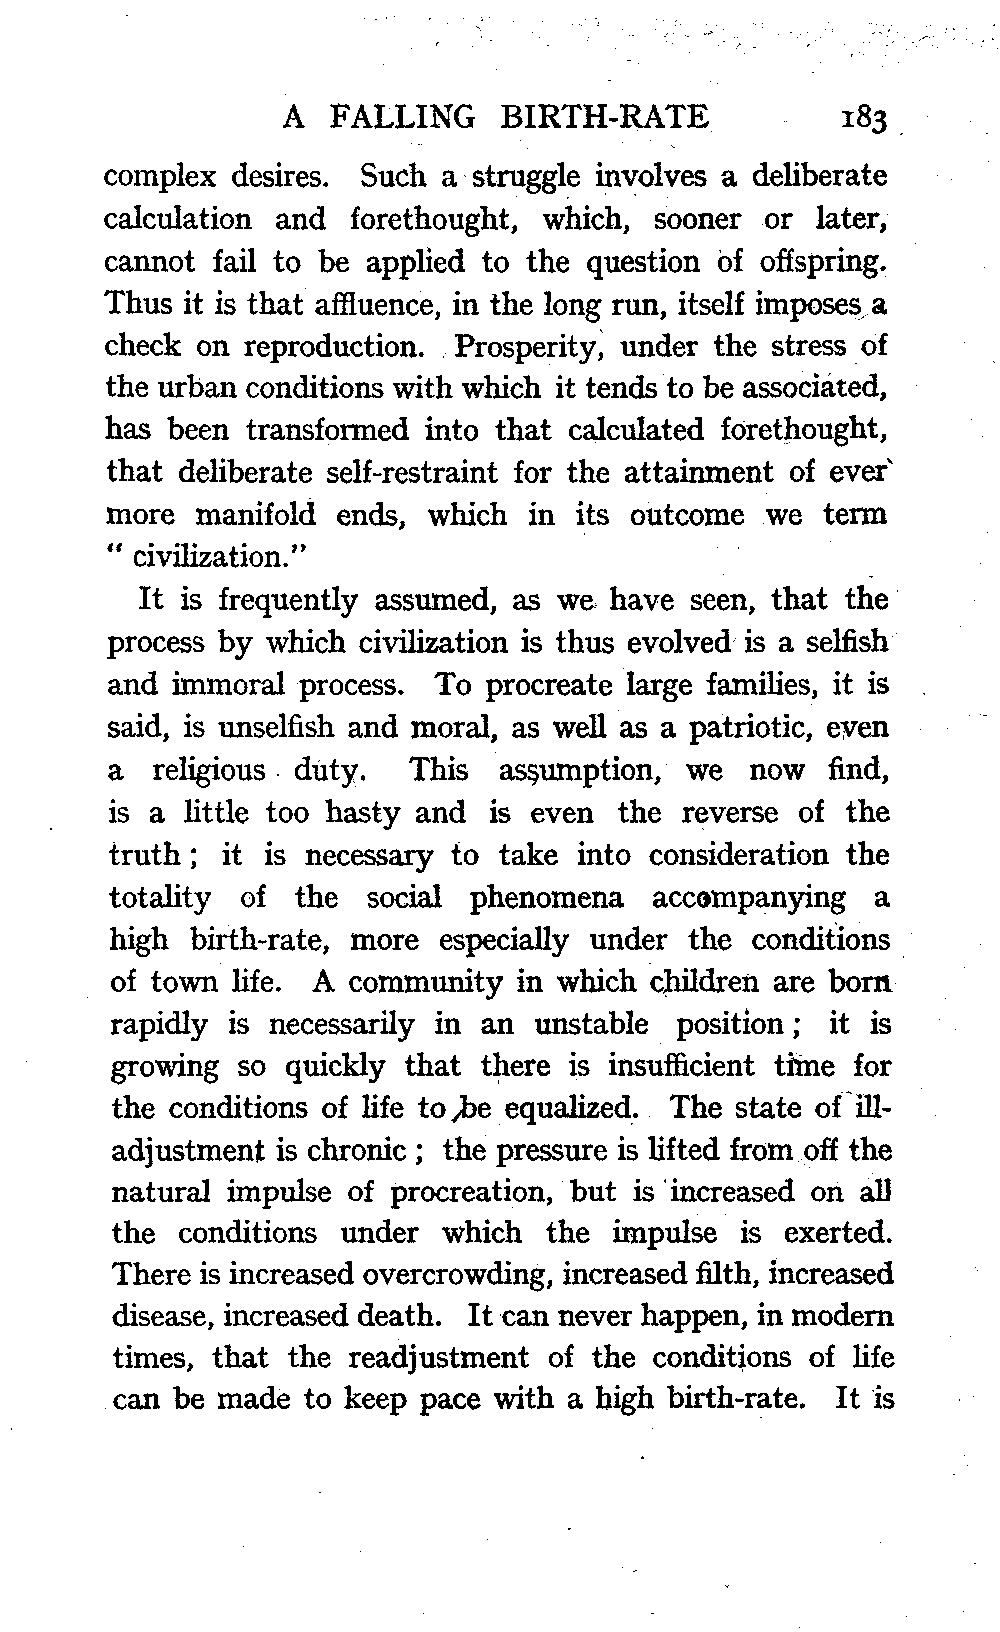 A FALLING BIRTH-RATE 183
complex desires. Such a struggle involves a deliberate
calculation and forethought, which, sooner or later,
cannot fail to be applied to the question of offspring.
Thus it is that affluence, in the long run, itself imposes a
check on reproduction. Prosperity, under the stress of
the urban conditions with which it tends to be associated,
has been transformed into that calculated forethought,
that deliberate self-restraint for the attainment of ever
more manifold ends, which in its outcome we term
" civilization."
It is frequently assumed, as we have seen, that the
process by which civilization is thus evolved is a selfish
and immoral process. To procreate large families, it is
said, is unselfish and moral, as well as a patriotic, even
a religious duty. This assumption, we now find,
is a little too hasty and is even the reverse of the
truth ; it is necessary to take into consideration the
totality of the social phenomena accompanying a
high birth-rate, more especially under the conditions
of town life. A community in which children are born
rapidly is necessarily in an unstable position ; it is
growing so quickly that there is insufficient time for
the conditions of life to be equalized. The state of ill-
adjustment is chronic ; the pressure is lifted from off the
natural impulse of procreation, but is increased on all
the conditions under which the impulse is exerted.
There is increased overcrowding, increased filth, increased
disease, increased death. It can never happen, in modern
times, that the readjustment of the conditions of life
can be made to keep pace with a high birth-rate. It is